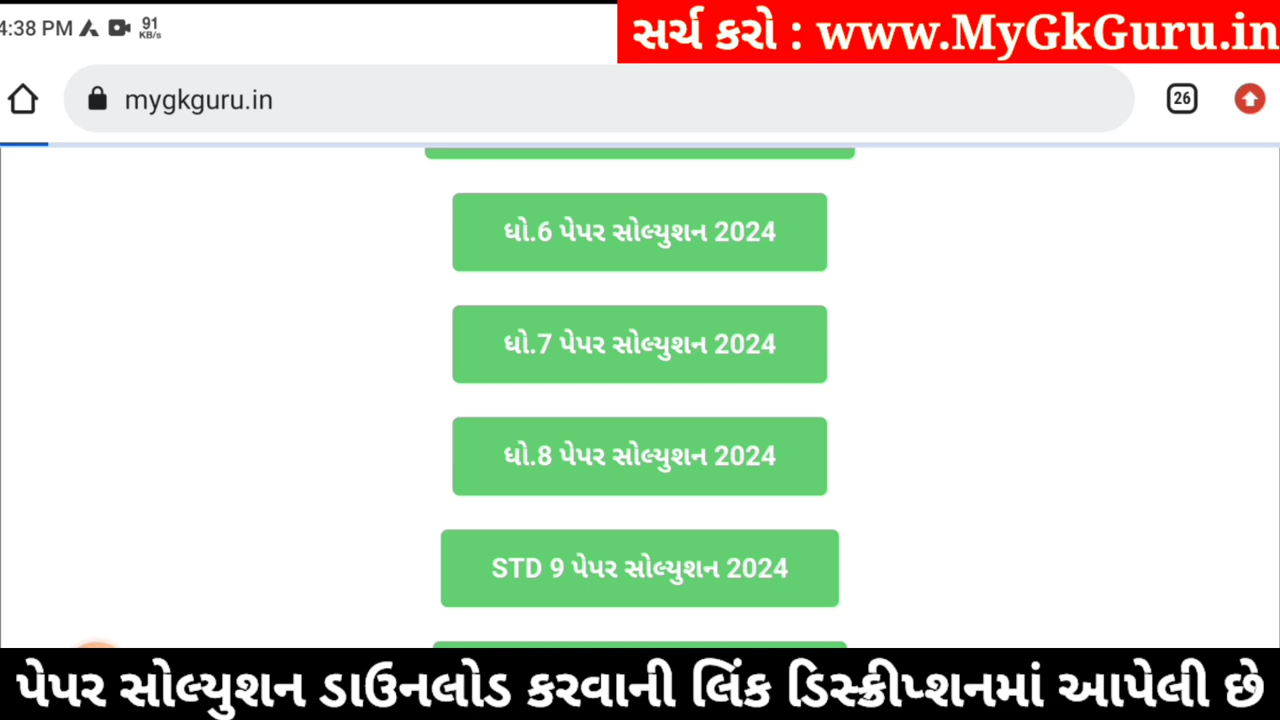 4:38 PM 91 KB/s
સર્ચ કરો : www.MyGkGuru.in
mygkguru.in 26
ધો.6 પેપર સોલ્યુશન 2024
ધો.7 પેપર સોલ્યુશન 2024
ધો.8 પેપર સોલ્યુશન 2024
STD 9 પેપર સોલ્યુશન 2024
પેપર સોલ્યુશન ડાઉનલોડ કરવાની લિંક ડિસ્ક્રીપ્શનમાં આપેલી છે